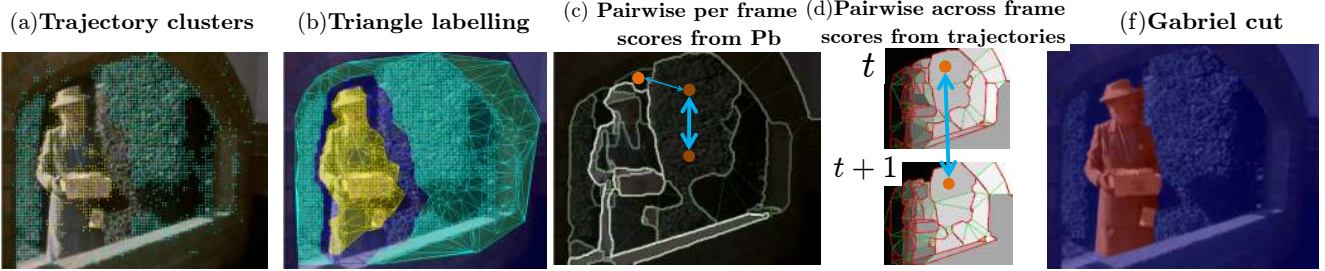 (a)Trajectory clusters
(b)Triangle labelling
(c) Pairwise per frame
scores from Pb
(d)Pairwise across frame
scores from trajectories
(f)Gabriel cut
t
t + 1